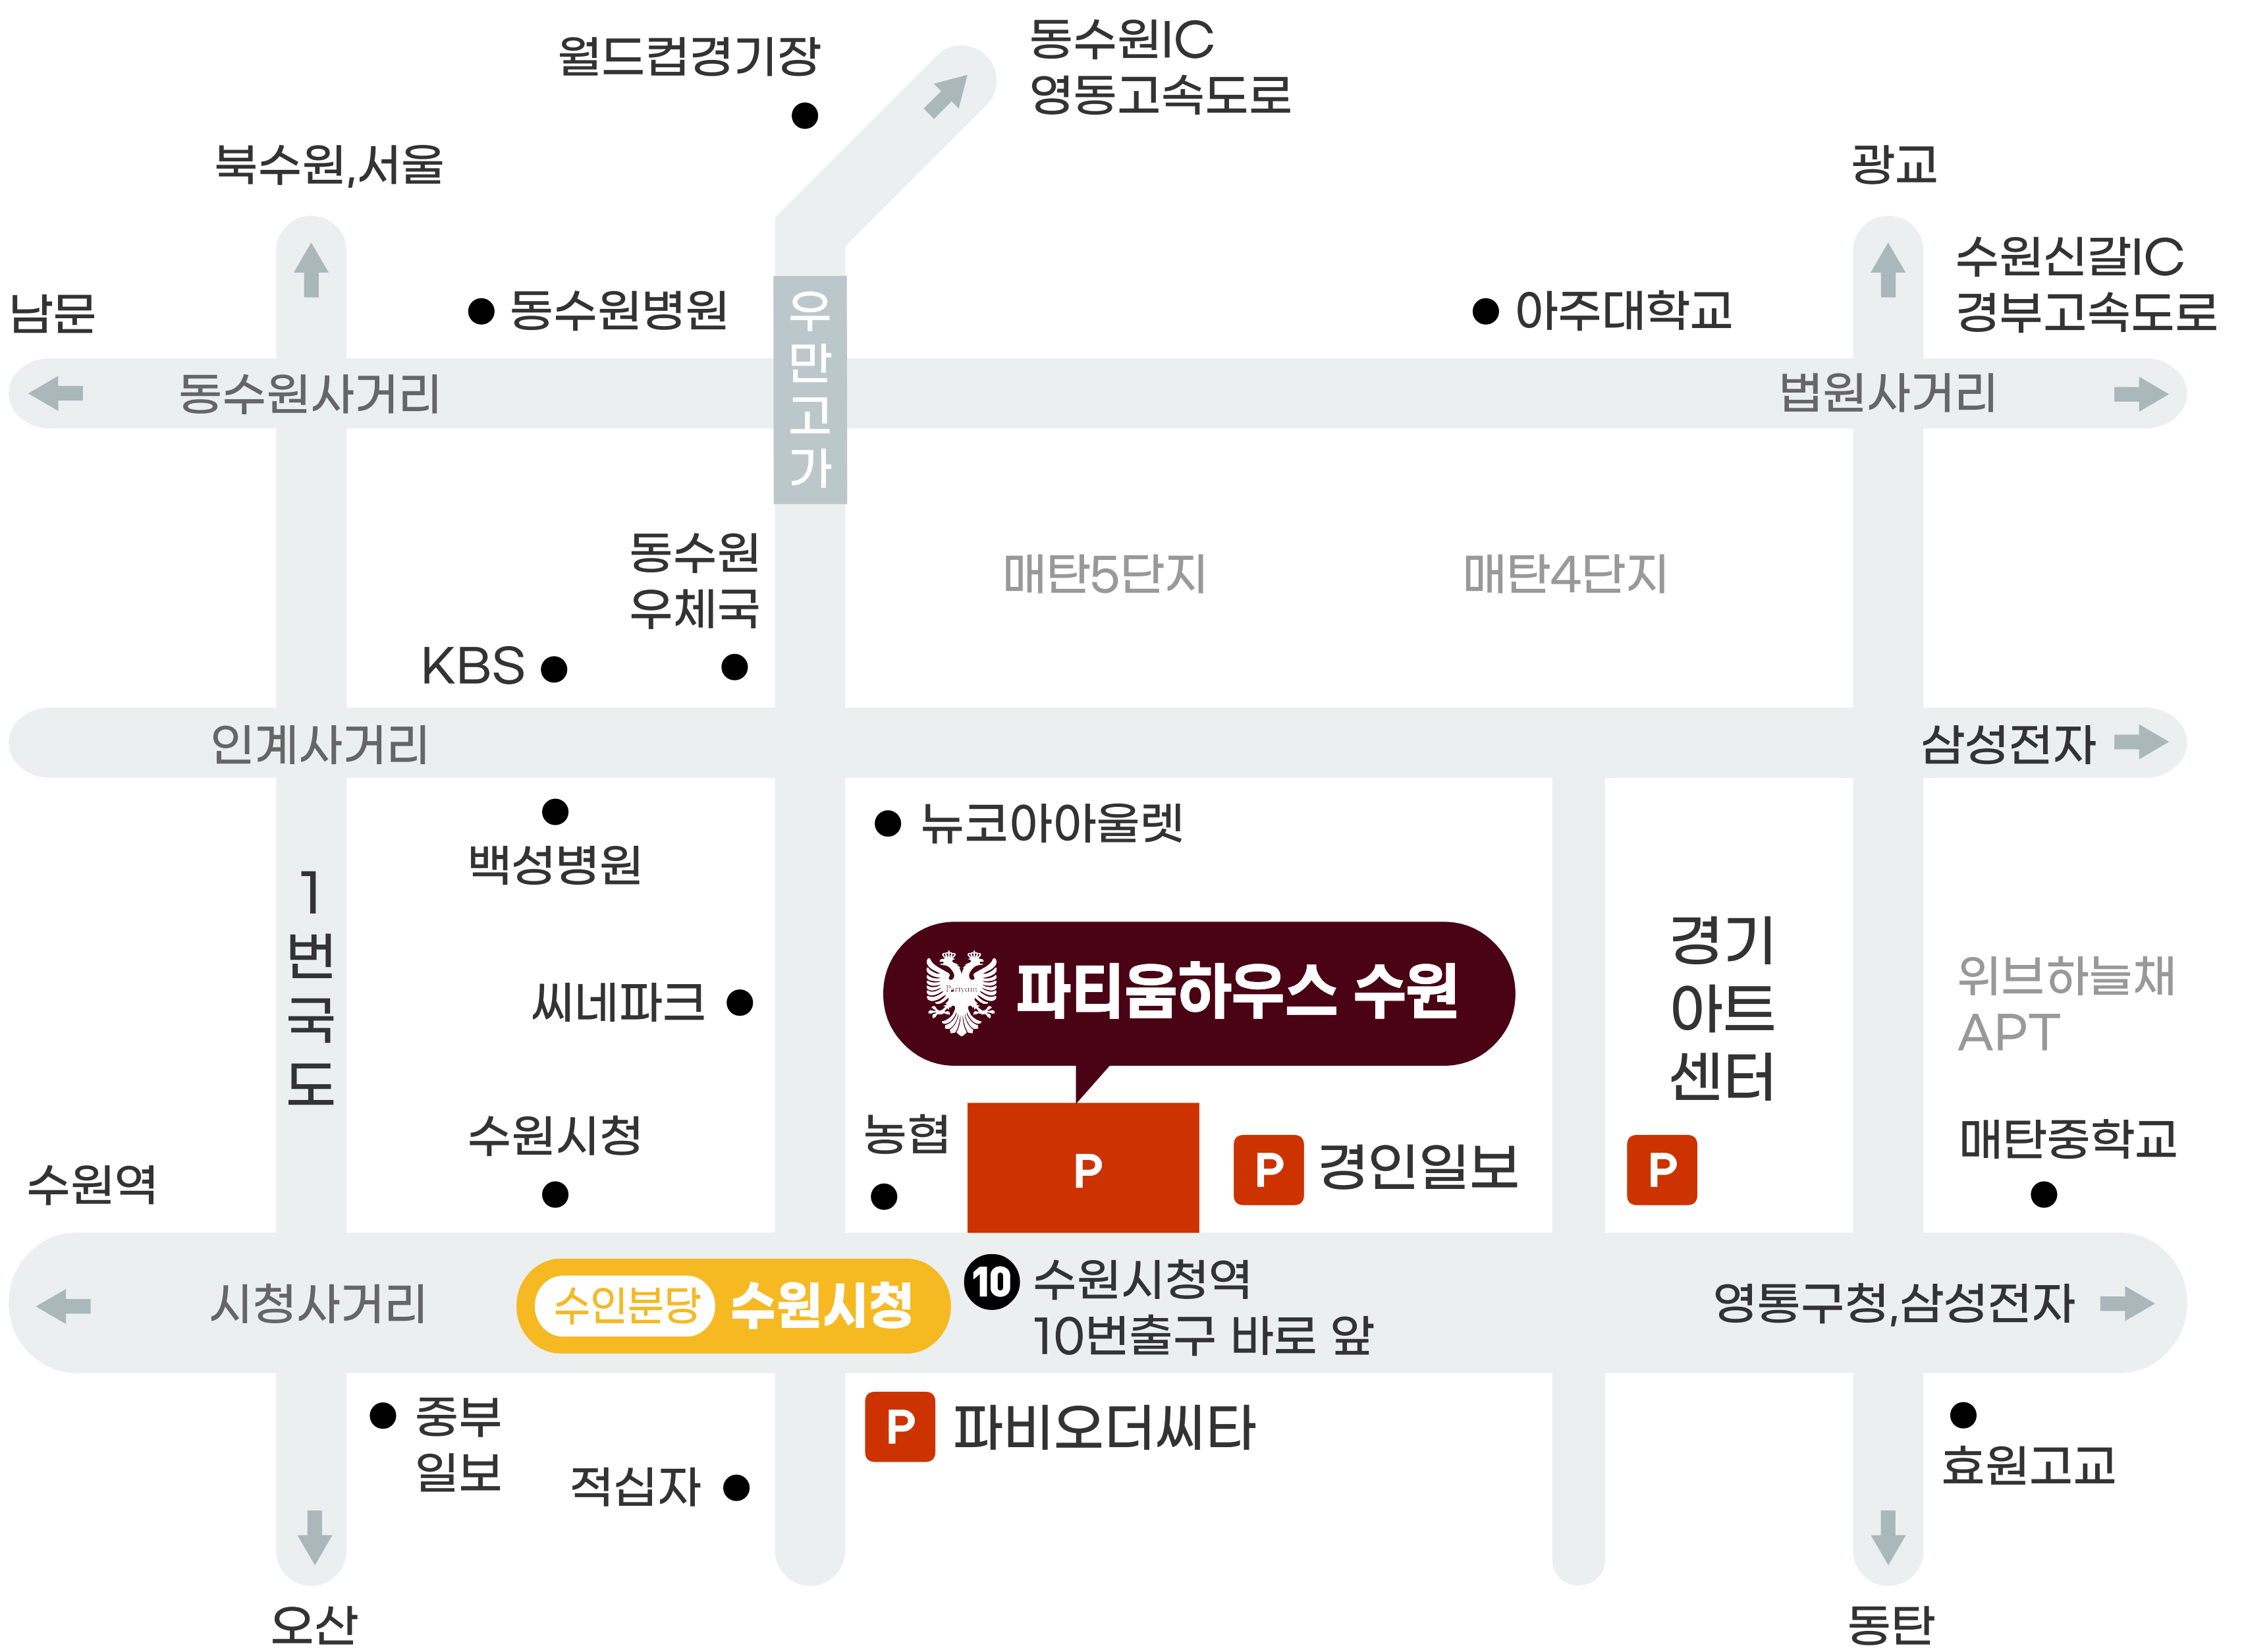 월드컵경기장
동수원IC
영동고속도로
북수원,서울
광교
남문
동수원병원
우만고가
아주대학교
수원신갈IC
경부고속도로
동수원사거리
법원사거리
동수원
우체국
매탄5단지
매탄4단지
KBS
인계사거리
삼성전자
백성병원
뉴코아아울렛
1번국도
씨네파크
Partyum
파티움하우스 수원
경기
아트
센터
위브하늘채
APT
수원역
수원시청
농협
P
P 경인일보
P
매탄중학교
시청사거리
수인분당 수원시청
10
수원시청역
10번출구 바로 앞
영통구청,삼성전자
중부
일보
적십자
P 파비오더씨타
효원고교
오산
동탄